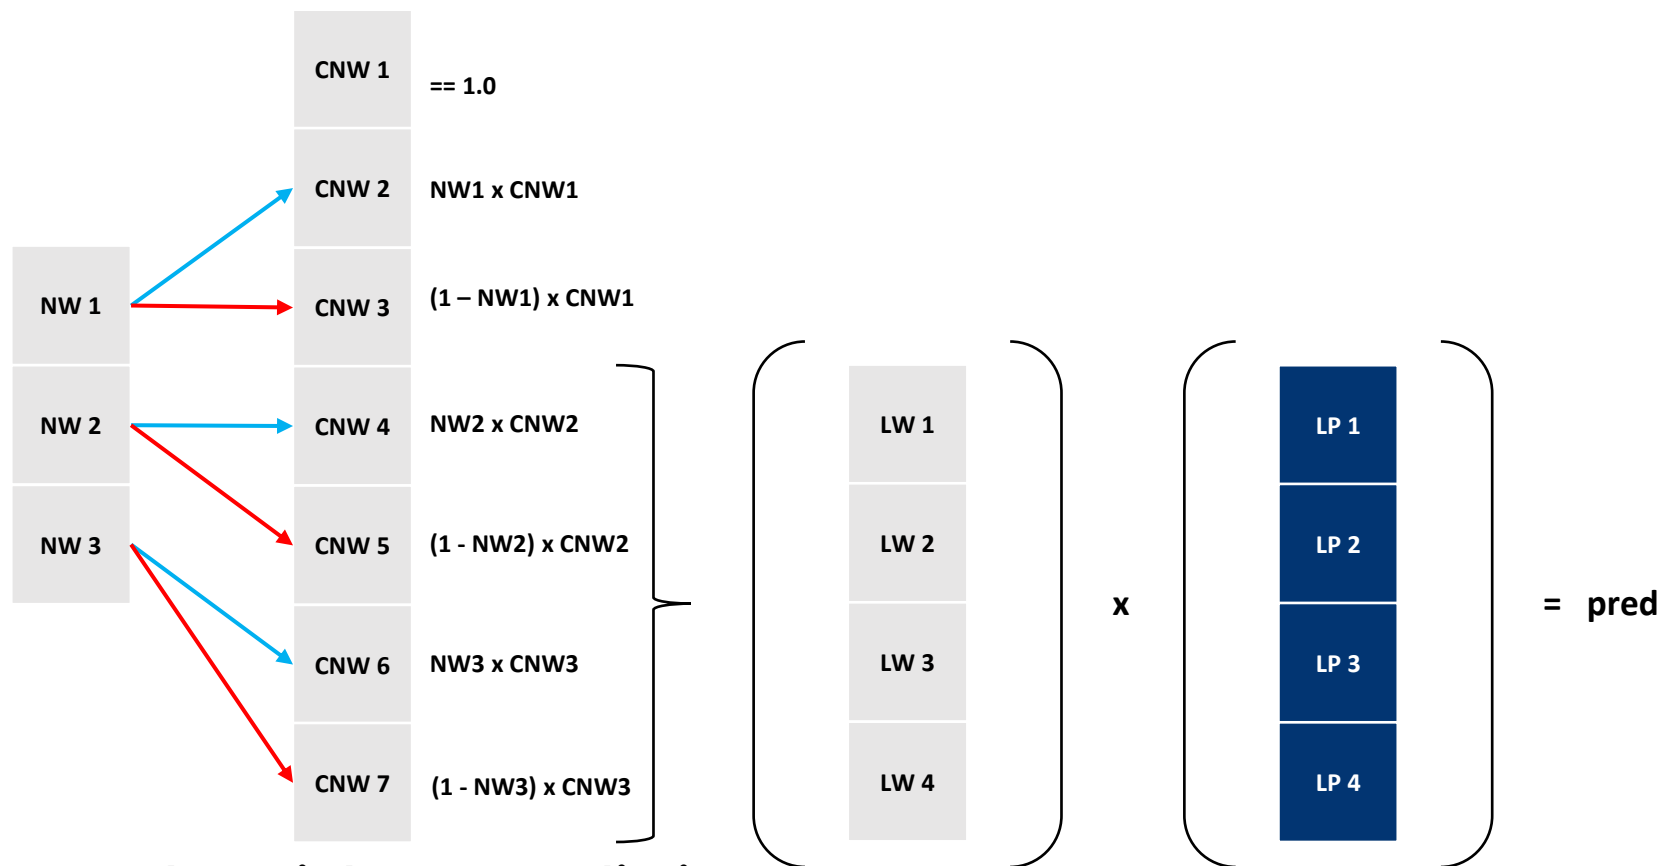 CNW 1
== 1.0
CNW 2
NW1 x CNW1
NW 1
CNW 3
(1 – NW1) x CNW1
NW 2
CNW 4
NW2 x CNW2
LW 1
LP 1
NW 3
CNW 5
(1 - NW2) x CNW2
LW 2
LP 2
x
= pred
CNW 6
NW3 x CNW3
LW 3
LP 3
CNW 7
(1 - NW3) x CNW3
LW 4
LP 4